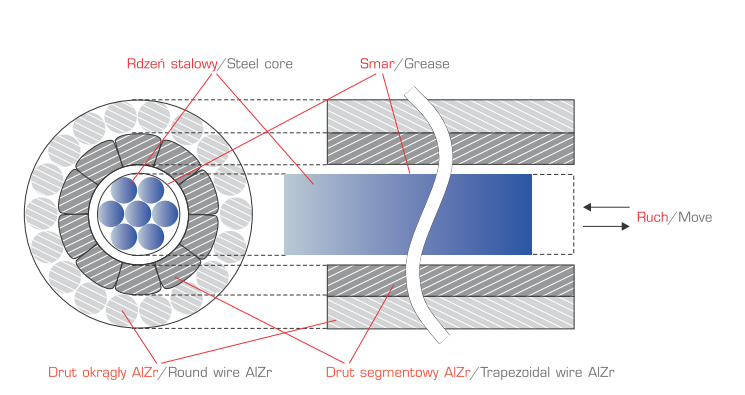 Rdzeń stalowy/Steel core
Smar/Grease
Ruch/Move
Drut okrągły AlZr/Round wire AlZr
Drut segmentowy AlZr/Trapezoidal wire AlZr